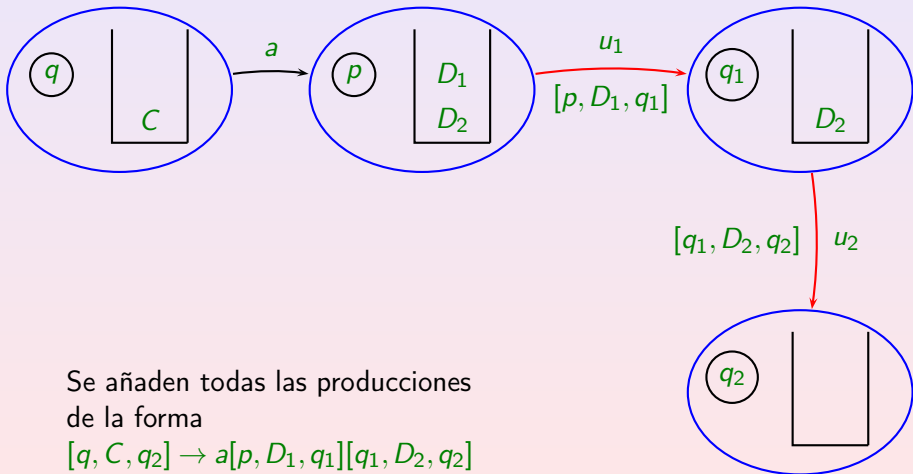 q
C
a
p
D₁
D₂
u₁
[p, D₁, q₁]
q₁
D₂
[q₁, D₂, q₂]
u₂
q₂
Se añaden todas las producciones
de la forma
[q, C, q₂] → a[p, D₁, q₁][q₁, D₂, q₂]